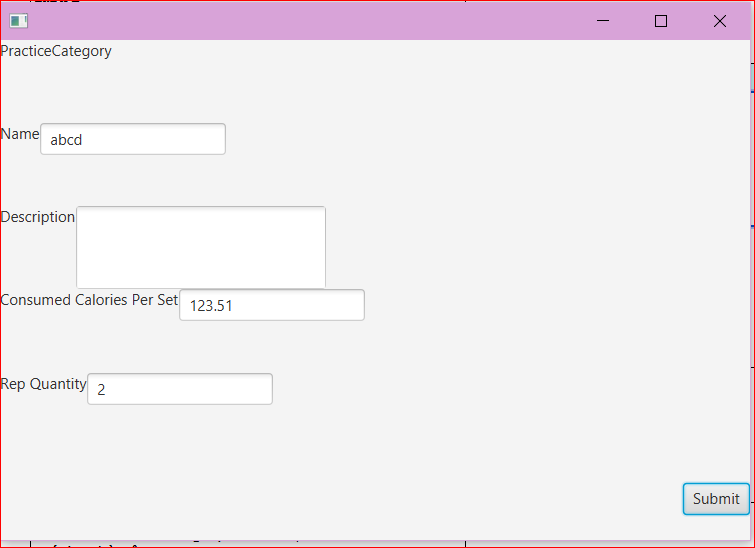 PracticeCategory
Name abcd
Description
Consumed Calories Per Set 123.51
Rep Quantity 2
Submit